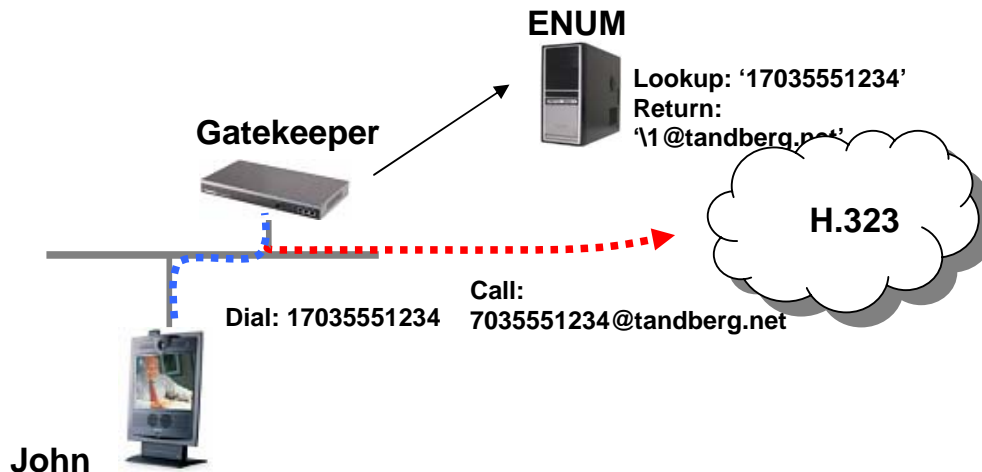 ENUM
Lookup: ‘17035551234’
Return:
‘\1@tandberg.net’
Gatekeeper
H.323
Dial: 17035551234
Call:
7035551234@tandberg.net
John